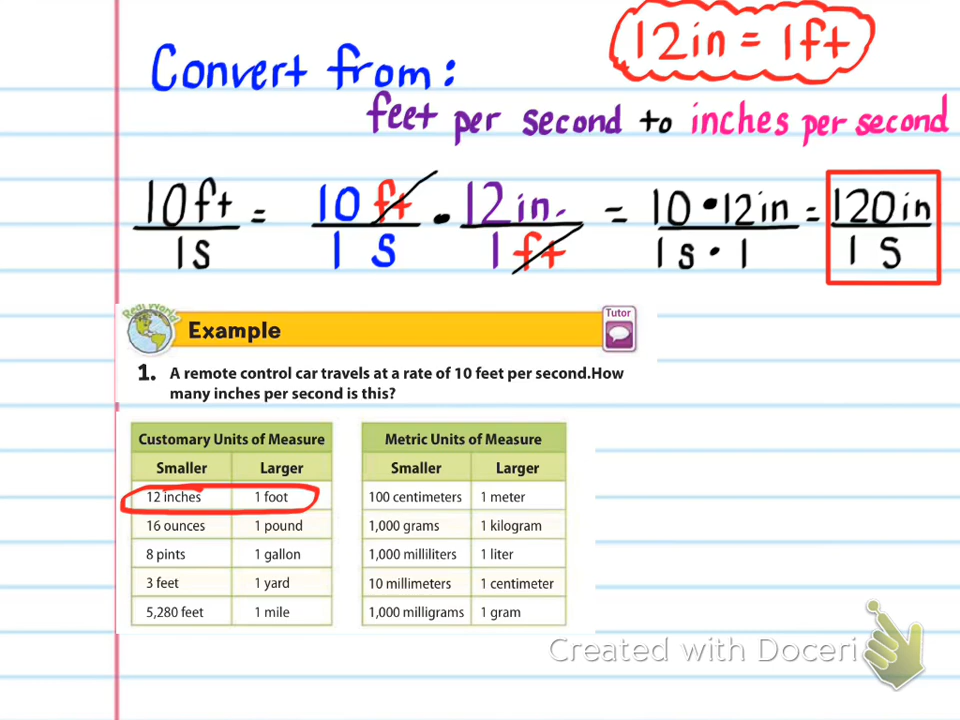 12in = 1ft
Convert from:
feet per second to inches per second
10ft/1s = 10 ft/1 s • 12 in./1 ft = 10 • 12in/1s • 1 = 120in/1 s
Real World
Example
Tutor
1. A remote control car travels at a rate of 10 feet per second.How
many inches per second is this?
Customary Units of Measure
Smaller Larger
12 inches 1 foot
16 ounces 1 pound
8 pints 1 gallon
3 feet 1 yard
5,280 feet 1 mile
Metric Units of Measure
Smaller Larger
100 centimeters 1 meter
1,000 grams 1 kilogram
1,000 milliliters 1 liter
10 millimeters 1 centimeter
1,000 milligrams 1 gram
Created with Doceri